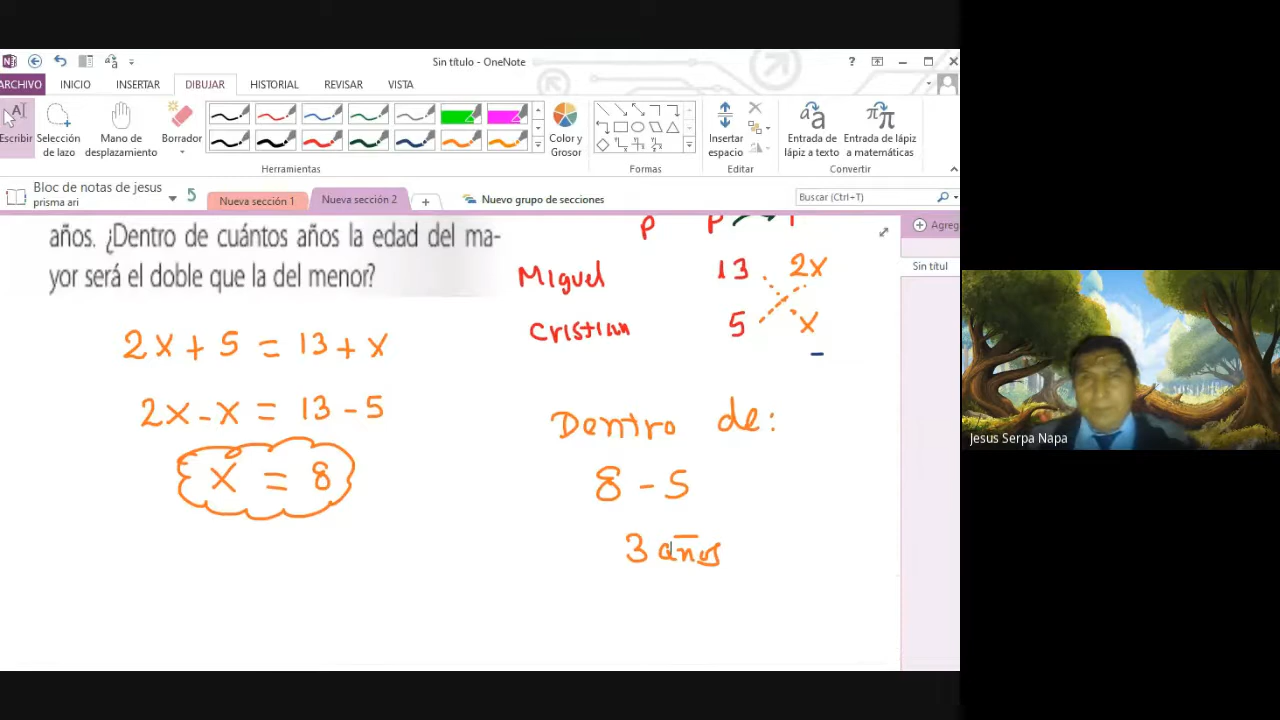 Sin título - OneNote
ARCHIVO INICIO INSERTAR DIBUJAR HISTORIAL REVISAR VISTA
Escribir
Selección de lazo
Mano de desplazamiento
Borrador
Color y Grosor
Insertar espacio
Entrada de lápiz a texto
Entrada de lápiz a matemáticas
Herramientas Formas Editar Convertir
Bloc de notas de jesus
prisma ari
Nueva sección 1
Nueva sección 2
Nuevo grupo de secciones
Buscar (Ctrl+T)
Agreg
Sin títul
años. ¿Dentro de cuántos años la edad del ma-
yor será el doble que la del menor?
P P
Miguel 13 2x
Cristian 5 x
2x + 5 = 13 + x
2x - x = 13 - 5
x = 8
Dentro de:
8 - 5
3 años
Jesus Serpa Napa